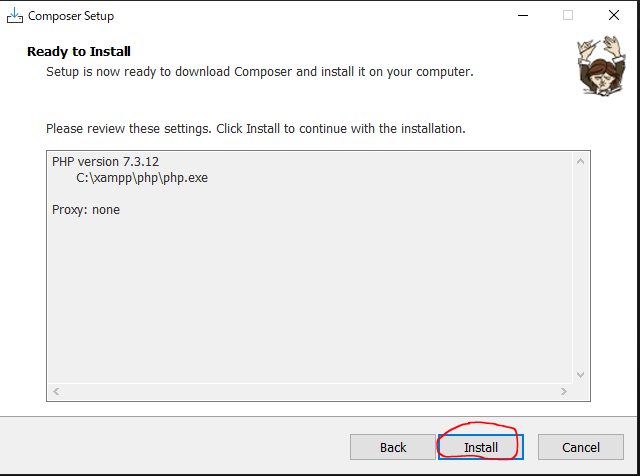 Composer Setup
Ready to Install
Setup is now ready to download Composer and install it on your computer.
Please review these settings. Click Install to continue with the installation.
PHP version 7.3.12
C:\xampp\php\php.exe
Proxy: none
Back
Install
Cancel